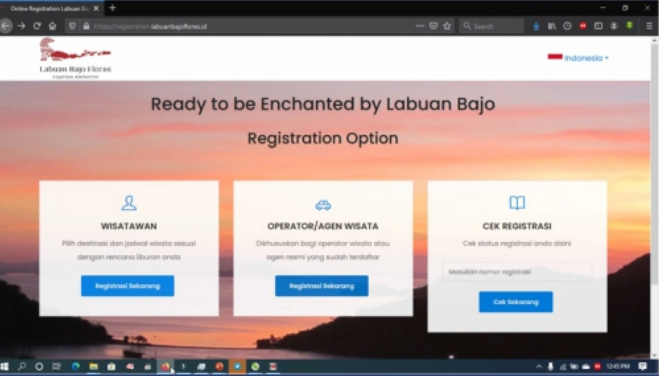 Online Registration Labuan Ba
https://registration.labuanbajoflores.id
Search
Labuan Bajo Flores
Tourism Authority
Indonesia
Ready to be Enchanted by Labuan Bajo
Registration Option
WISATAWAN
Pilih destinasi dan jadwal wisata sesuai
dengan rencana liburan anda
Registrasi Sekarang
OPERATOR/AGEN WISATA
Dikhususkan bagi operator wisata atau
agen resmi yang sudah terdaftar
Registrasi Sekarang
CEK REGISTRASI
Cek status registrasi anda disini
Masukan nomor registrasi
Cek Sekarang
12:45 PM